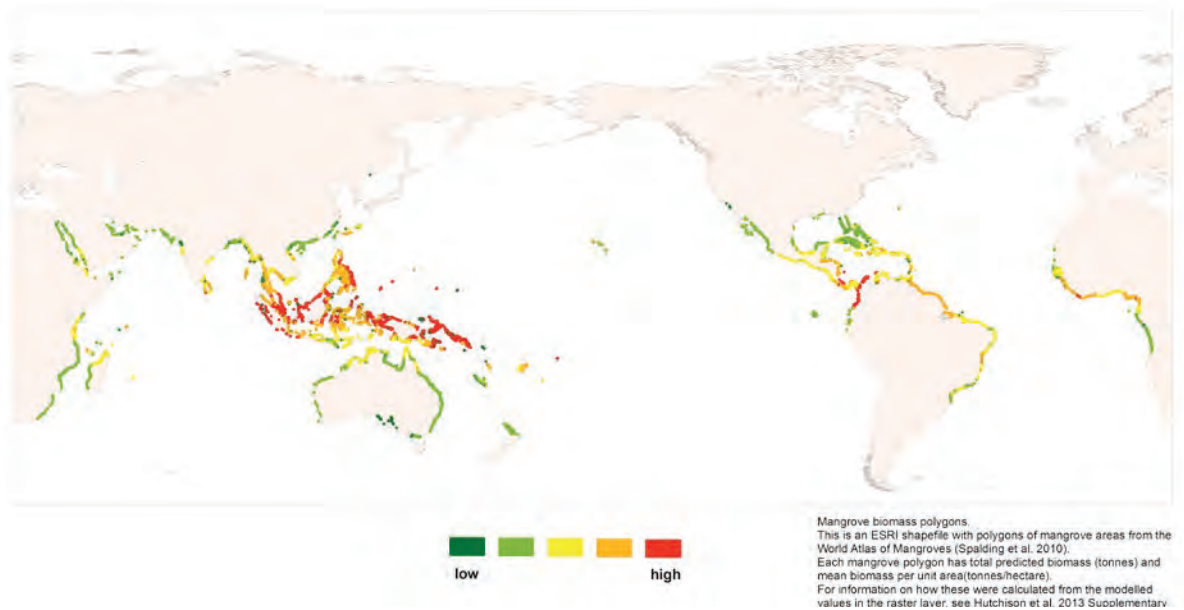 low
high
Mangrove biomass polygons.
This is an ESRI shapefile with polygons of mangrove areas from the
World Atlas of Mangroves (Spalding et al. 2010).
Each mangrove polygon has total predicted biomass (tonnes) and
mean biomass per unit area(tonnes/hectare).
For information on how these were calculated from the modelled
values in the raster layer, see Hutchison et al. 2013 Supplementary